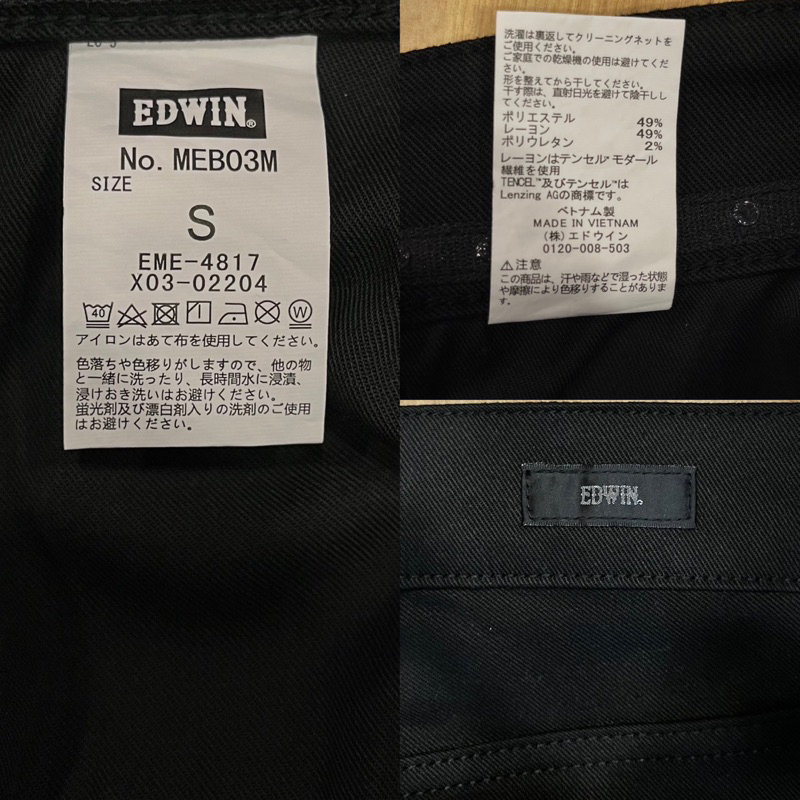 EDWIN®
No. MEB03M
SIZE
S
EME-4817
X03-02204
40
W
アイロンはあて布を使用してください。
色落ちや色移りがしますので、他の物
と一緒に洗ったり、長時間水に浸漬、
浸けおき洗いはお避けください。
蛍光剤及び漂白剤入りの洗剤のご使用
はお避けください。
洗濯は裏返してクリーニングネットを
ご使用ください。
ご家庭での乾燥機の使用は避けてくだ
さい。
形を整えてから干してください。
干す際は、直射日光を避けて陰干しし
てください。
ポリエステル 49%
レーヨン 49%
ポリウレタン 2%
レーヨンはテンセル™モダール
繊維を使用
TENCEL™及びテンセル™は
Lenzing AGの商標です。
ベトナム製
MADE IN VIETNAM
(株)エドウイン
0120-008-503
⚠注意
この商品は、汗や雨などで湿った状態
や摩擦により色移りすることがありま
す。
EDWIN®